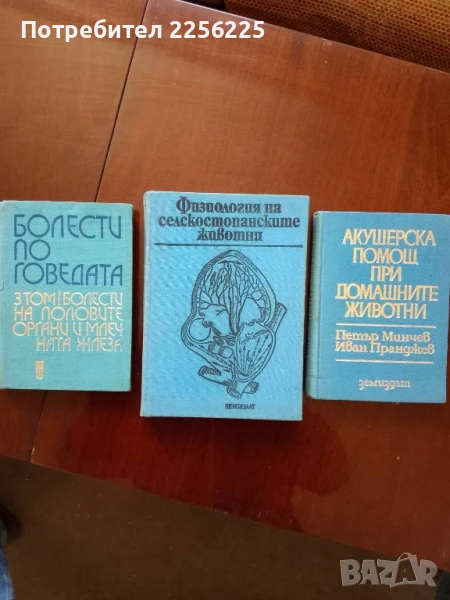 Потребител 2256225
БОЛЕСТИ
ПО
ГОВЕДАТА
3 ТОМ/БОЛЕСТИ
НА ПОЛОВИТЕ
ОРГАНИ И МЛЕЧ
НАТА ЖЛЕЗА
Физиология на
селскостопанските
животни
ЗЕМИЗДАТ
АКУШЕРСКА
ПОМОЩ
ПРИ
ДОМАШНИТЕ
ЖИВОТНИ
Петър Минчев
Иван Пранджев
земиздат
BAZAR